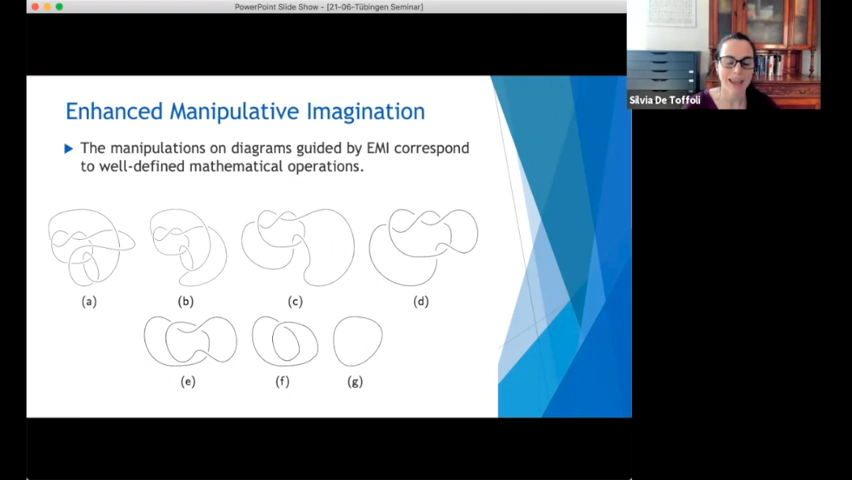 PowerPoint Slide Show - [21-06-Tübingen Seminar]
Silvia De Toffoli
Enhanced Manipulative Imagination
The manipulations on diagrams guided by EMI correspond
to well-defined mathematical operations.
(a) (b) (c) (d)
(e) (f) (g)